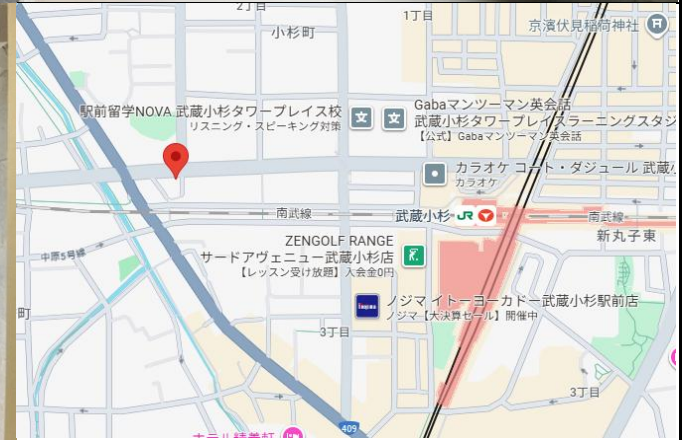 2丁目
1丁目
小杉町
京濱伏見稲荷神社
駅前留学NOVA 武蔵小杉タワープレイス校
リスニング・スピーキング対策
Gabaマンツーマン英会話
武蔵小杉タワープレイスラーニングスタジ
【公式】Gabaマンツーマン英会話
カラオケ コート・ダジュール 武蔵
カラオケ
南武線
武蔵小杉 JR
南武線
新丸子東
ZENGOLF RANGE
サードアヴェニュー武蔵小杉店
【レッスン受け放題】入会金0円
中原5号線
ノジマ イトーヨーカドー武蔵小杉駅前店
ノジマ【大決算セール】開催中
町
3丁目
3丁目
409
ホテル精養軒